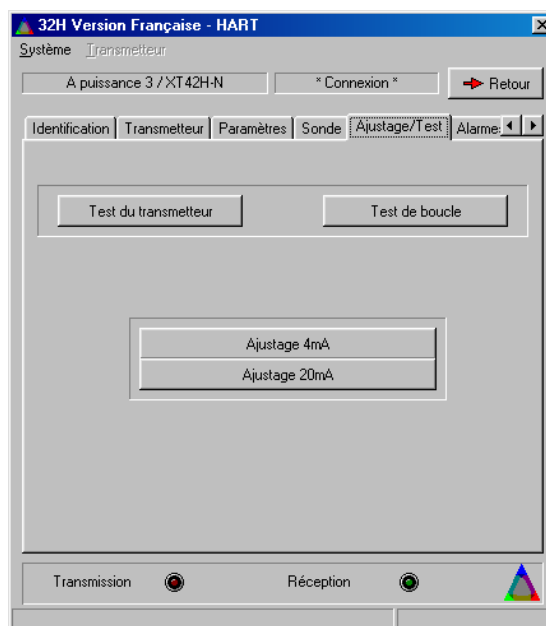 32H Version Française - HART
Système Transmetteur
A puissance 3 / XT42H-N * Connexion * Retour
Identification Transmetteur Paramètres Sonde Ajustage/Test Alarme
Test du transmetteur Test de boucle
Ajustage 4mA
Ajustage 20mA
Transmission Réception